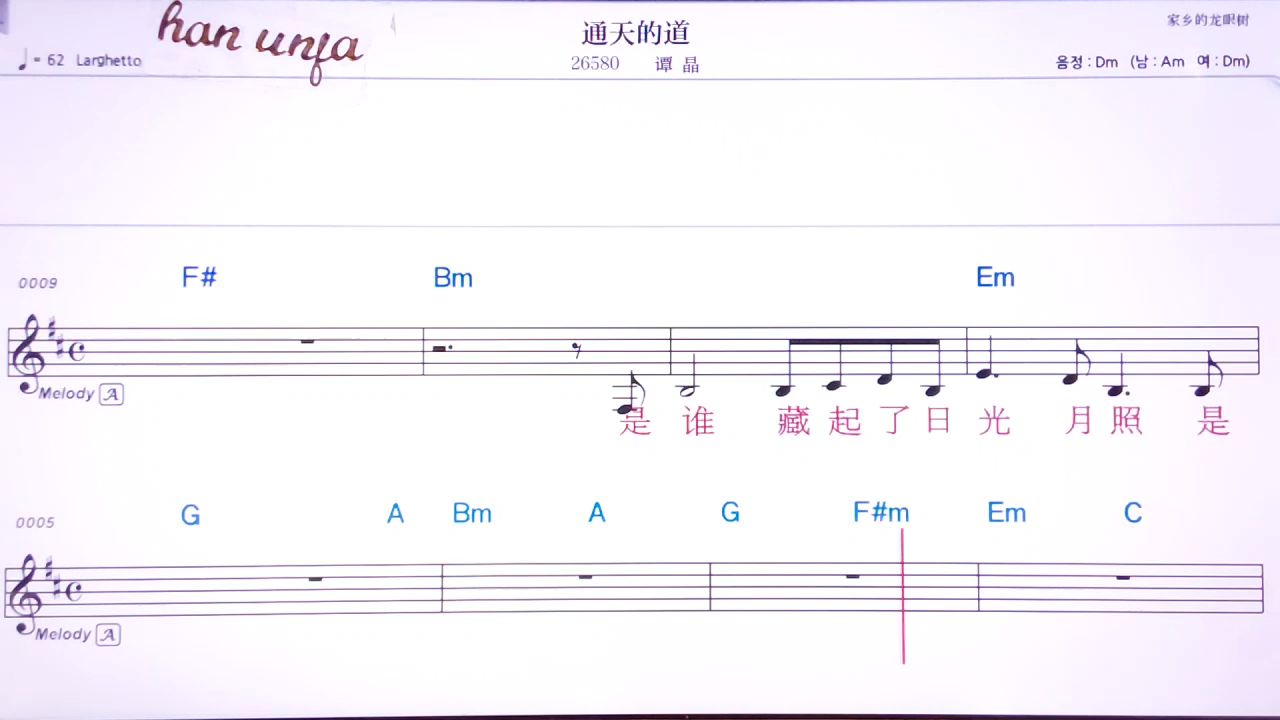 han unfa
通天的道
家乡的龙眼树
♩= 62 Larghetto
26580 谭 晶
음정 : Dm (남 : Am 여 : Dm)
0009 F# Bm Em
Melody A
是 谁 藏 起 了 日 光 月 照 是
0005 G A Bm A G F#m Em C
Melody A